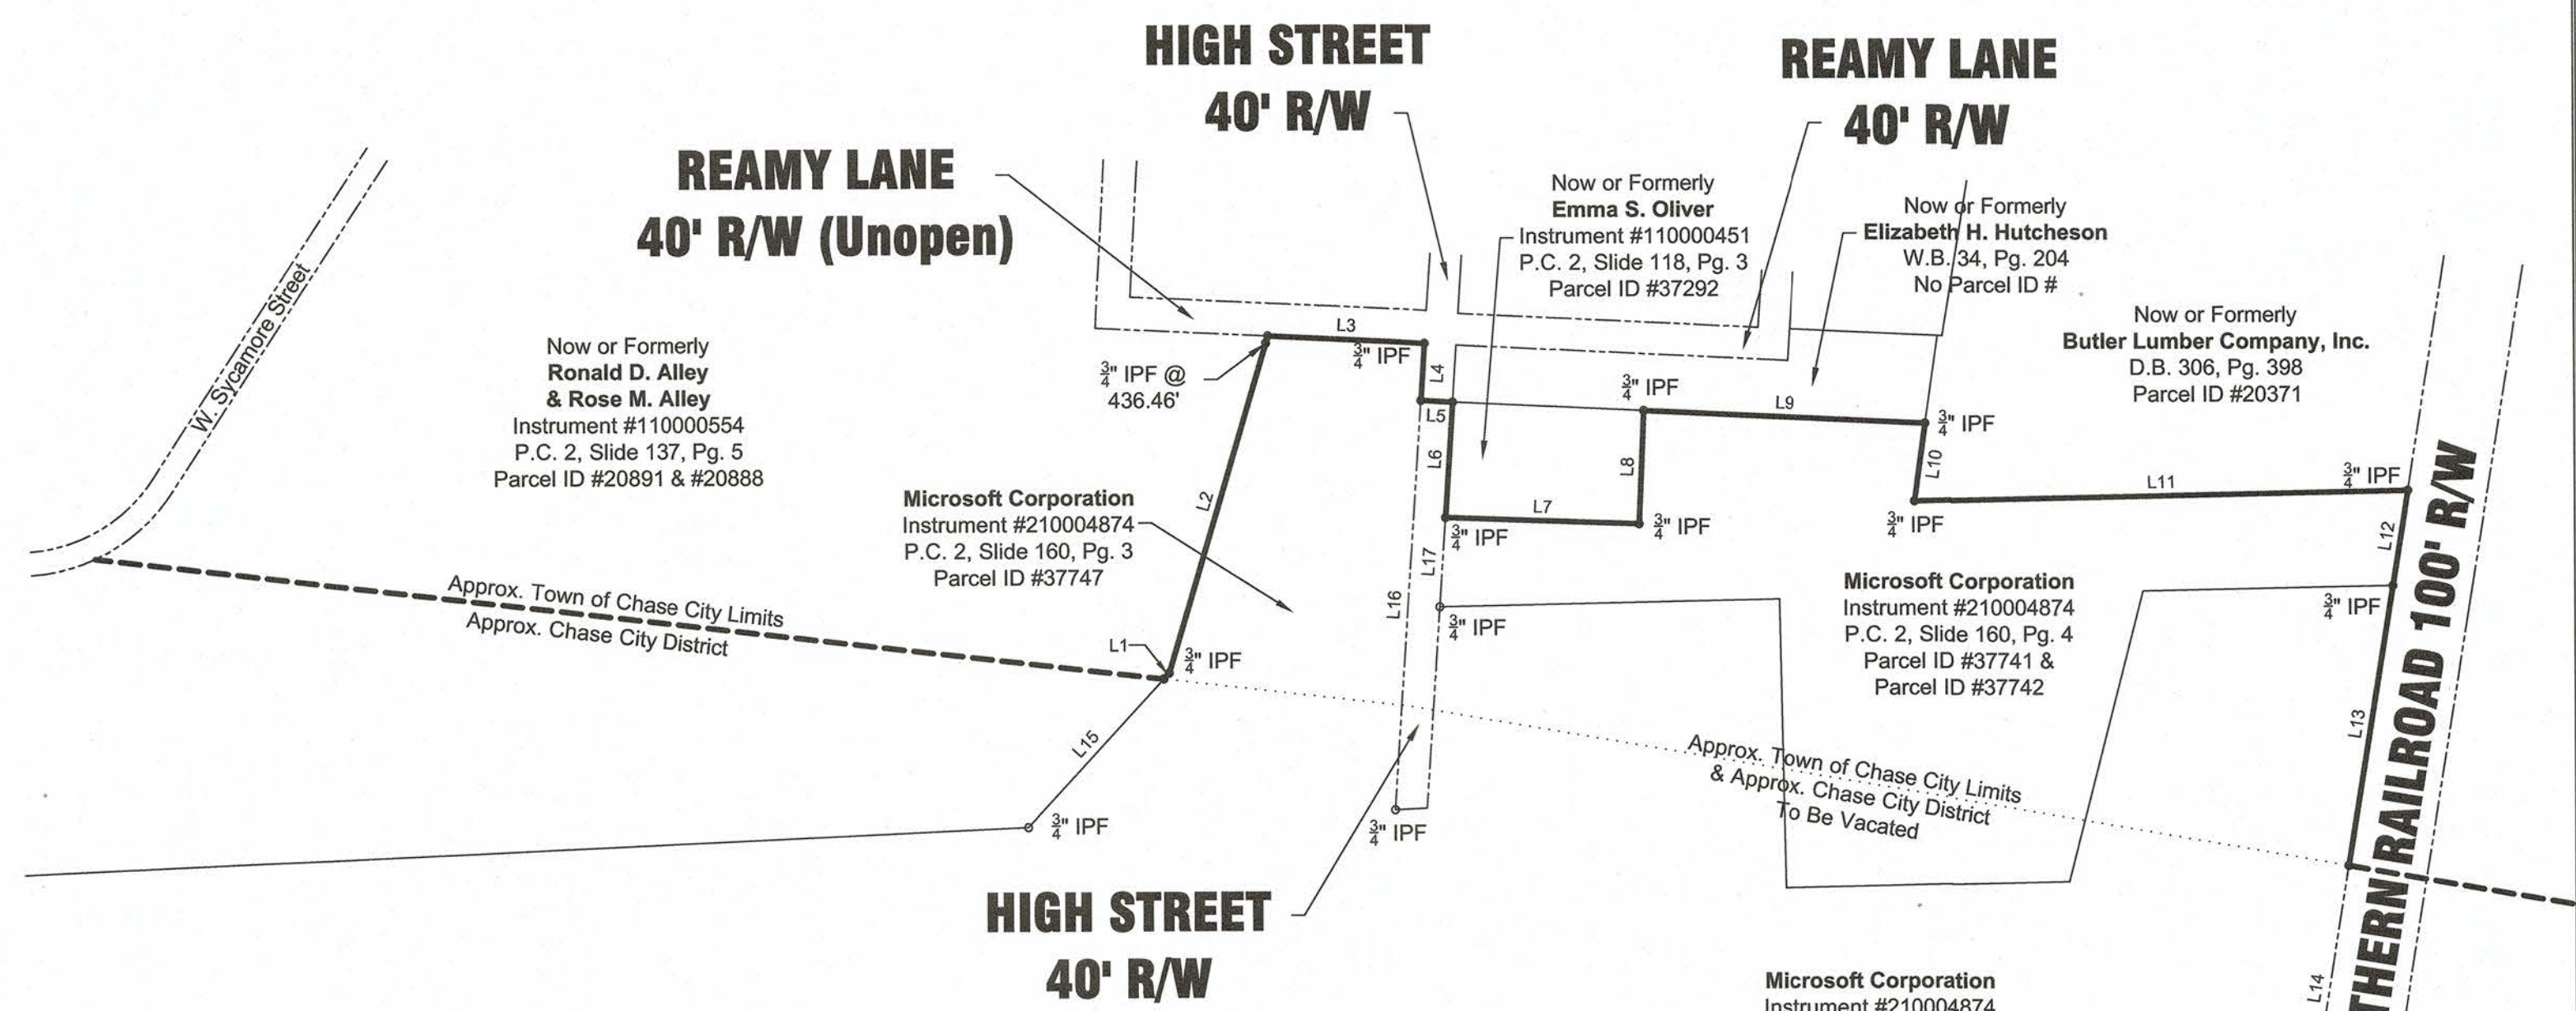 HIGH STREET
40' R/W
REAMY LANE
40' R/W
REAMY LANE
40' R/W (Unopen)
Now or Formerly
Emma S. Oliver
Instrument #110000451
P.C. 2, Slide 118, Pg. 3
Parcel ID #37292
Now or Formerly
Elizabeth H. Hutcheson
W.B. 34, Pg. 204
No Parcel ID #
Now or Formerly
Butler Lumber Company, Inc.
D.B. 306, Pg. 398
Parcel ID #20371
W. Sycamore Street
Now or Formerly
Ronald D. Alley
& Rose M. Alley
Instrument #110000554
P.C. 2, Slide 137, Pg. 5
Parcel ID #20891 & #20888
L3
¾" IPF
¾" IPF @
436.46'
L4
L5
¾" IPF
L9
¾" IPF
L6
L8
L10
L7
¾" IPF
¾" IPF
¾" IPF
L11
¾" IPF
L12
L2
Microsoft Corporation
Instrument #210004874
P.C. 2, Slide 160, Pg. 3
Parcel ID #37747
L17
L16
¾" IPF
Microsoft Corporation
Instrument #210004874
P.C. 2, Slide 160, Pg. 4
Parcel ID #37741 &
Parcel ID #37742
¾" IPF
Approx. Town of Chase City Limits
Approx. Chase City District
L1
¾" IPF
L15
¾" IPF
¾" IPF
Approx. Town of Chase City Limits
& Approx. Chase City District
To Be Vacated
L13
THERN RAILROAD 100' R/W
HIGH STREET
40' R/W
L14
Microsoft Corporation
Instrument #210004874